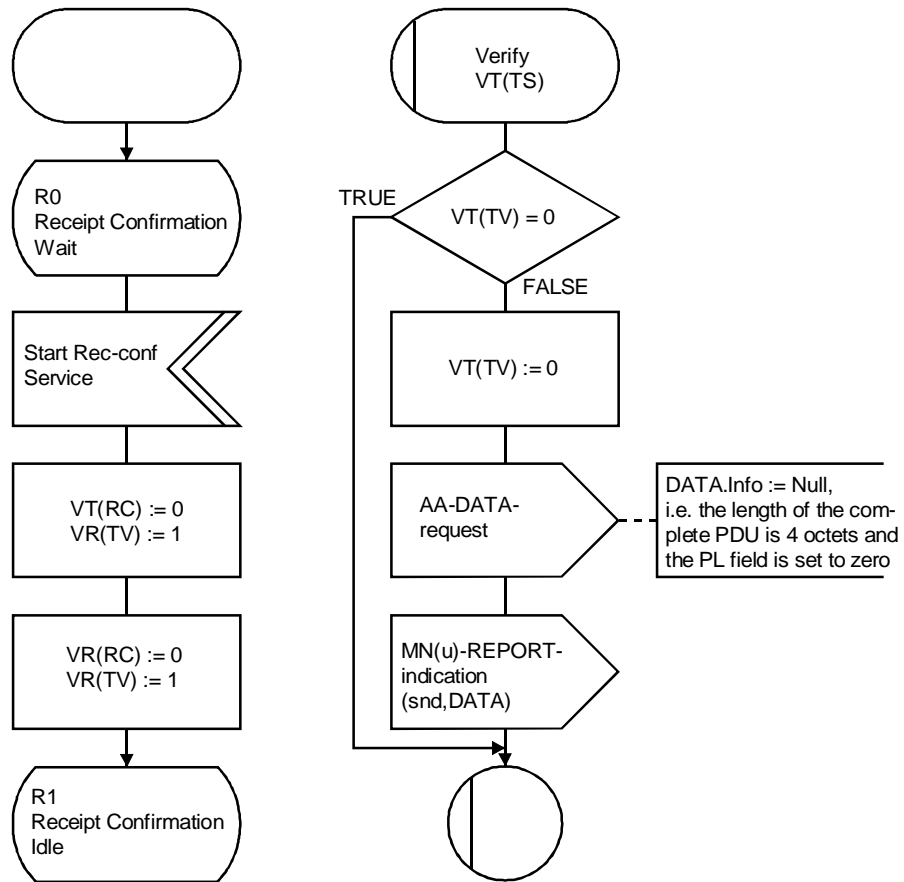 R0
Receipt Confirmation
Wait
Start Rec-conf
Service
VT(RC) := 0
VR(TV) := 1
VR(RC) := 0
VR(TV) := 1
R1
Receipt Confirmation
Idle
Verify
VT(TS)
TRUE
VT(TV) = 0
FALSE
VT(TV) := 0
AA-DATA-
request
DATA.Info := Null,
i.e. the length of the com-
plete PDU is 4 octets and
the PL field is set to zero
MN(u)-REPORT-
indication
(snd,DATA)